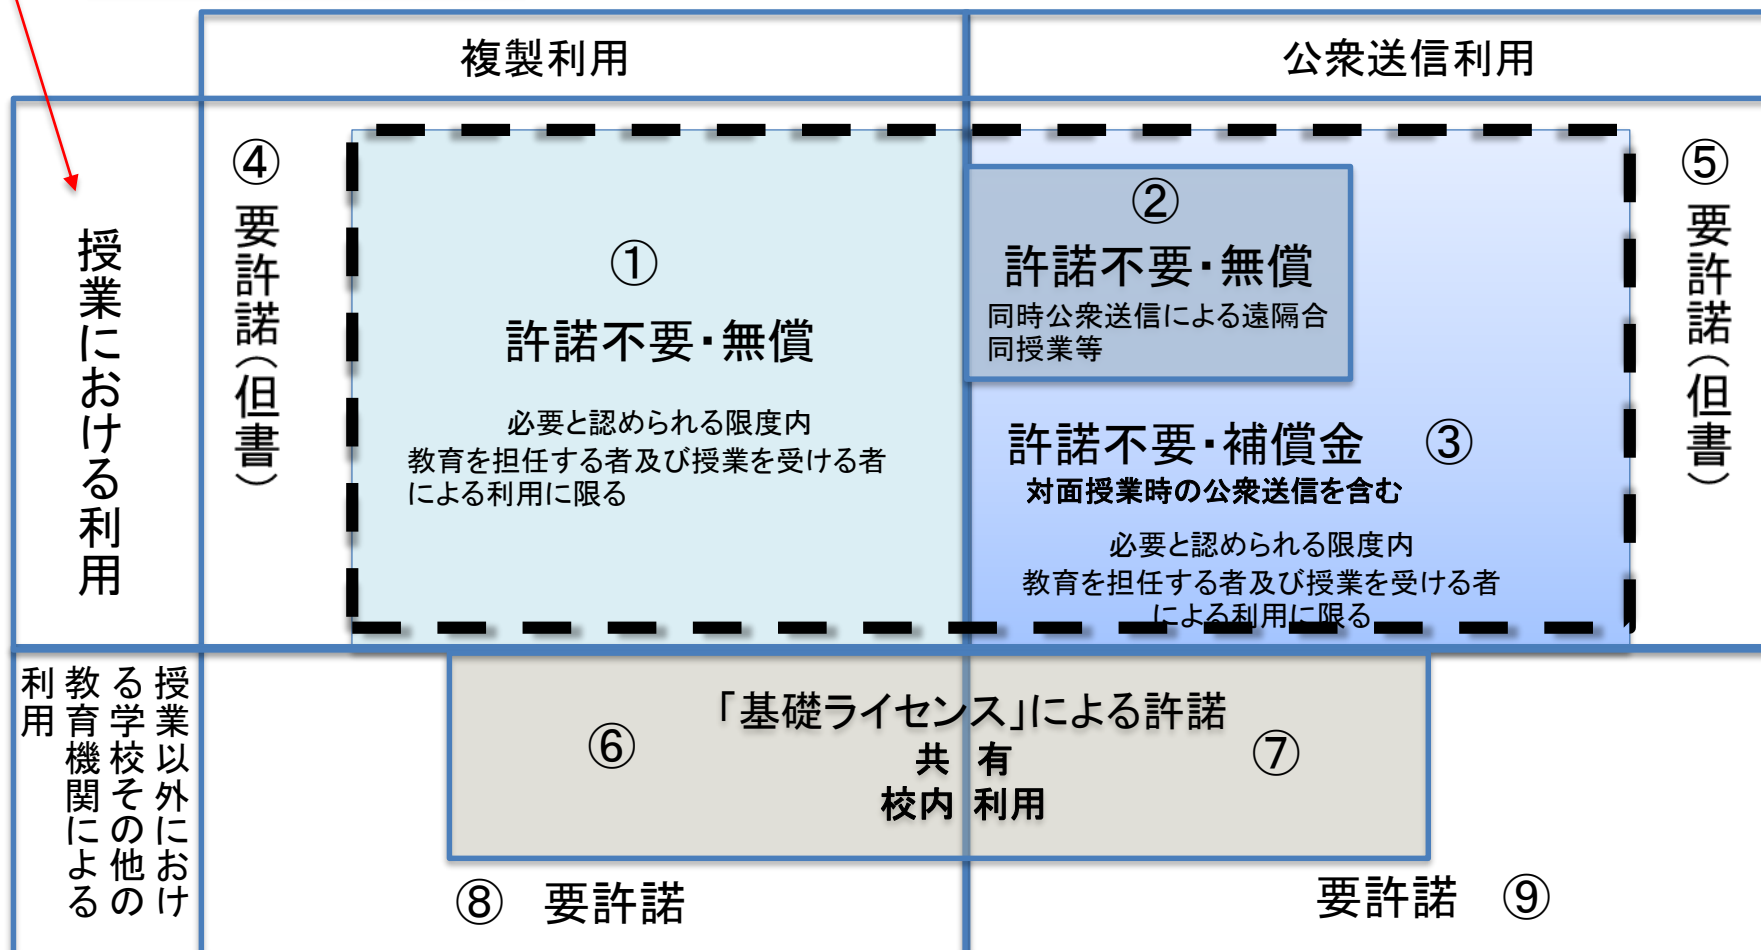 複製利用
公衆送信利用
授業における利用
④
要許諾（但書）
①
許諾不要・無償
必要と認められる限度内
教育を担任する者及び授業を受ける者
による利用に限る
②
許諾不要・無償
同時公衆送信による遠隔合
同授業等
許諾不要・補償金 ③
対面授業時の公衆送信を含む
必要と認められる限度内
教育を担任する者及び授業を受ける者
による利用に限る
⑤
要許諾（但書）
授業以外におけ
る学校その他の
教育機関による
利用
「基礎ライセンス」による許諾
⑥
共 有
⑦
校内 利用
⑧ 要許諾
要許諾 ⑨